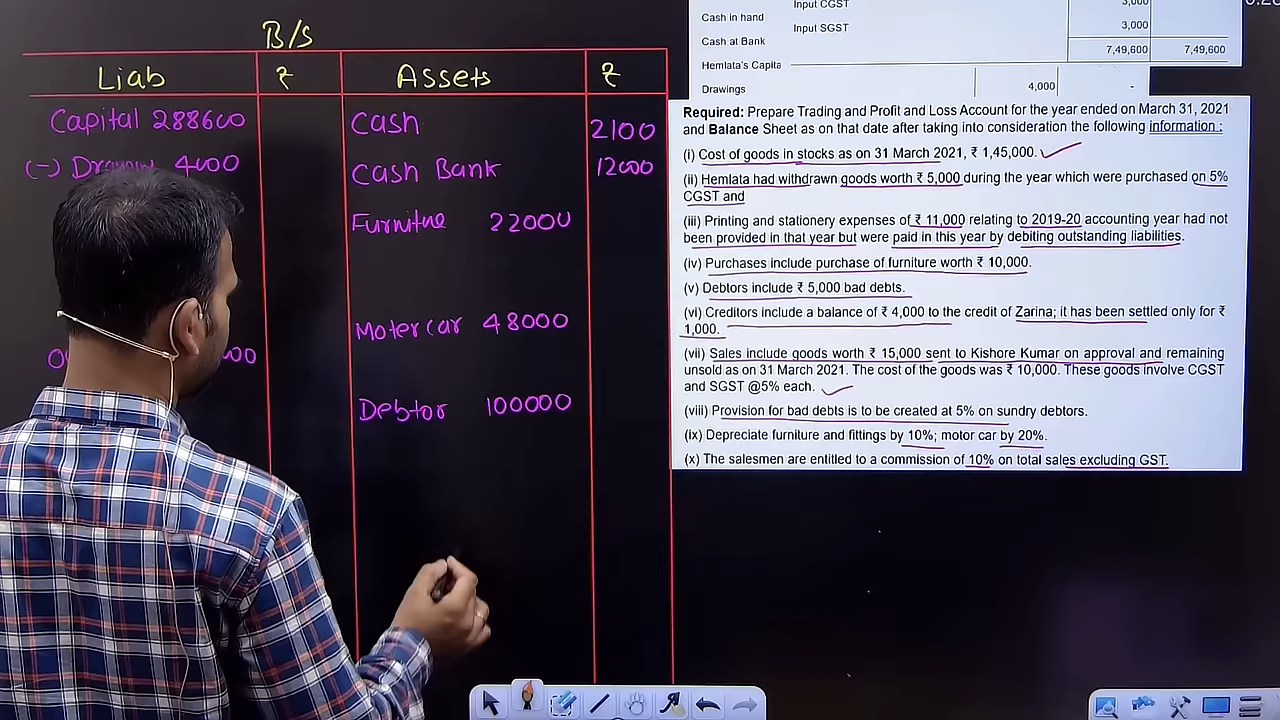 B/S
Liab ₹ Assets ₹
Capital 288600 Cash 2100
(-) 4000 Cash Bank 12000
Furnitue 22000
Motercar 48000
Debtor 100000
Input CGST 3,000
Cash in hand
Input SGST 3,000
Cash at Bank
7,49,600 7,49,600
Hemlata's Capita
Drawings 4,000 -
Required: Prepare Trading and Profit and Loss Account for the year ended on March 31, 2021
and Balance Sheet as on that date after taking into consideration the following information :
(i) Cost of goods in stocks as on 31 March 2021, ₹ 1,45,000.
(ii) Hemlata had withdrawn goods worth ₹ 5,000 during the year which were purchased on 5%
CGST and
(iii) Printing and stationery expenses of ₹ 11,000 relating to 2019-20 accounting year had not
been provided in that year but were paid in this year by debiting outstanding liabilities.
(iv) Purchases include purchase of furniture worth ₹ 10,000.
(v) Debtors include ₹ 5,000 bad debts.
(vi) Creditors include a balance of ₹ 4,000 to the credit of Zarina; it has been settled only for ₹
1,000.
(vii) Sales include goods worth ₹ 15,000 sent to Kishore Kumar on approval and remaining
unsold as on 31 March 2021. The cost of the goods was ₹ 10,000. These goods involve CGST
and SGST @5% each.
(viii) Provision for bad debts is to be created at 5% on sundry debtors.
(ix) Depreciate furniture and fittings by 10%; motor car by 20%.
(x) The salesmen are entitled to a commission of 10% on total sales excluding GST.